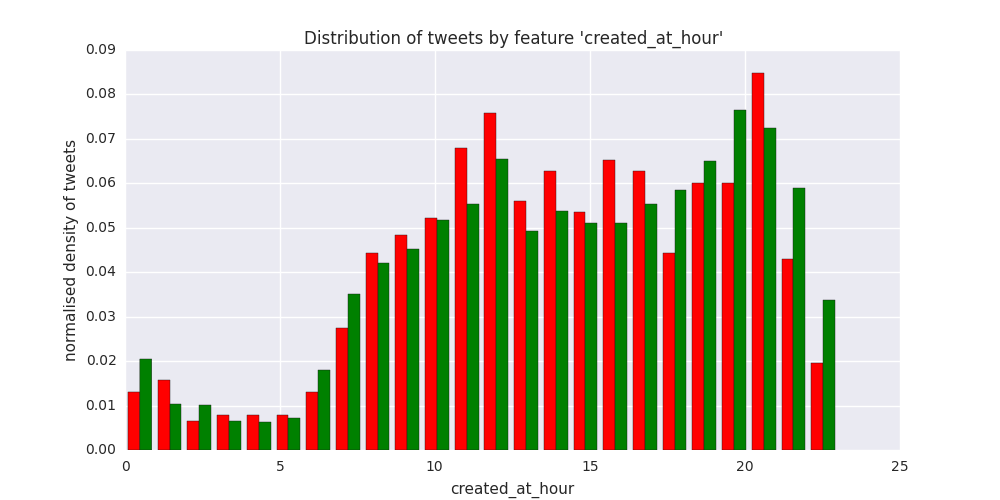 Distribution of tweets by feature 'created_at_hour'
0.09
0.08
0.07
0.06
0.05
0.04
0.03
0.02
0.01
0.00
normalised density of tweets
0 5 10 15 20 25
created_at_hour